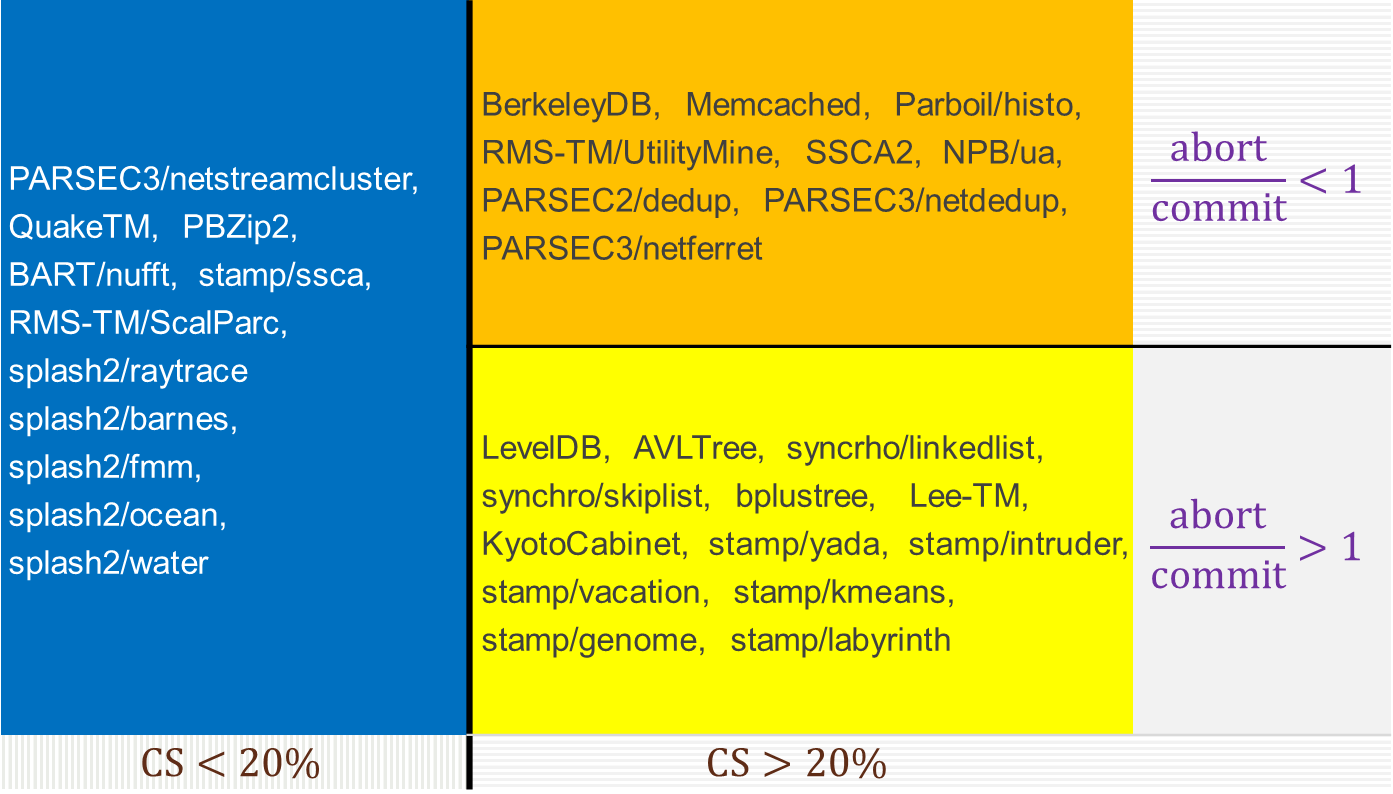 PARSEC3/netstreamcluster,
QuakeTM, PBZip2,
BART/nufft, stamp/ssca,
RMS-TM/ScalParc,
splash2/raytrace
splash2/barnes,
splash2/fmm,
splash2/ocean,
splash2/water
BerkeleyDB, Memcached, Parboil/histo,
RMS-TM/UtilityMine, SSCA2, NPB/ua,
PARSEC2/dedup, PARSEC3/netdedup,
PARSEC3/netferret
abort
commit < 1
LevelDB, AVLTree, syncrho/linkedlist,
synchro/skiplist, bplustree, Lee-TM,
KyotoCabinet, stamp/yada, stamp/intruder,
stamp/vacation, stamp/kmeans,
stamp/genome, stamp/labyrinth
abort
commit > 1
CS < 20%
CS > 20%